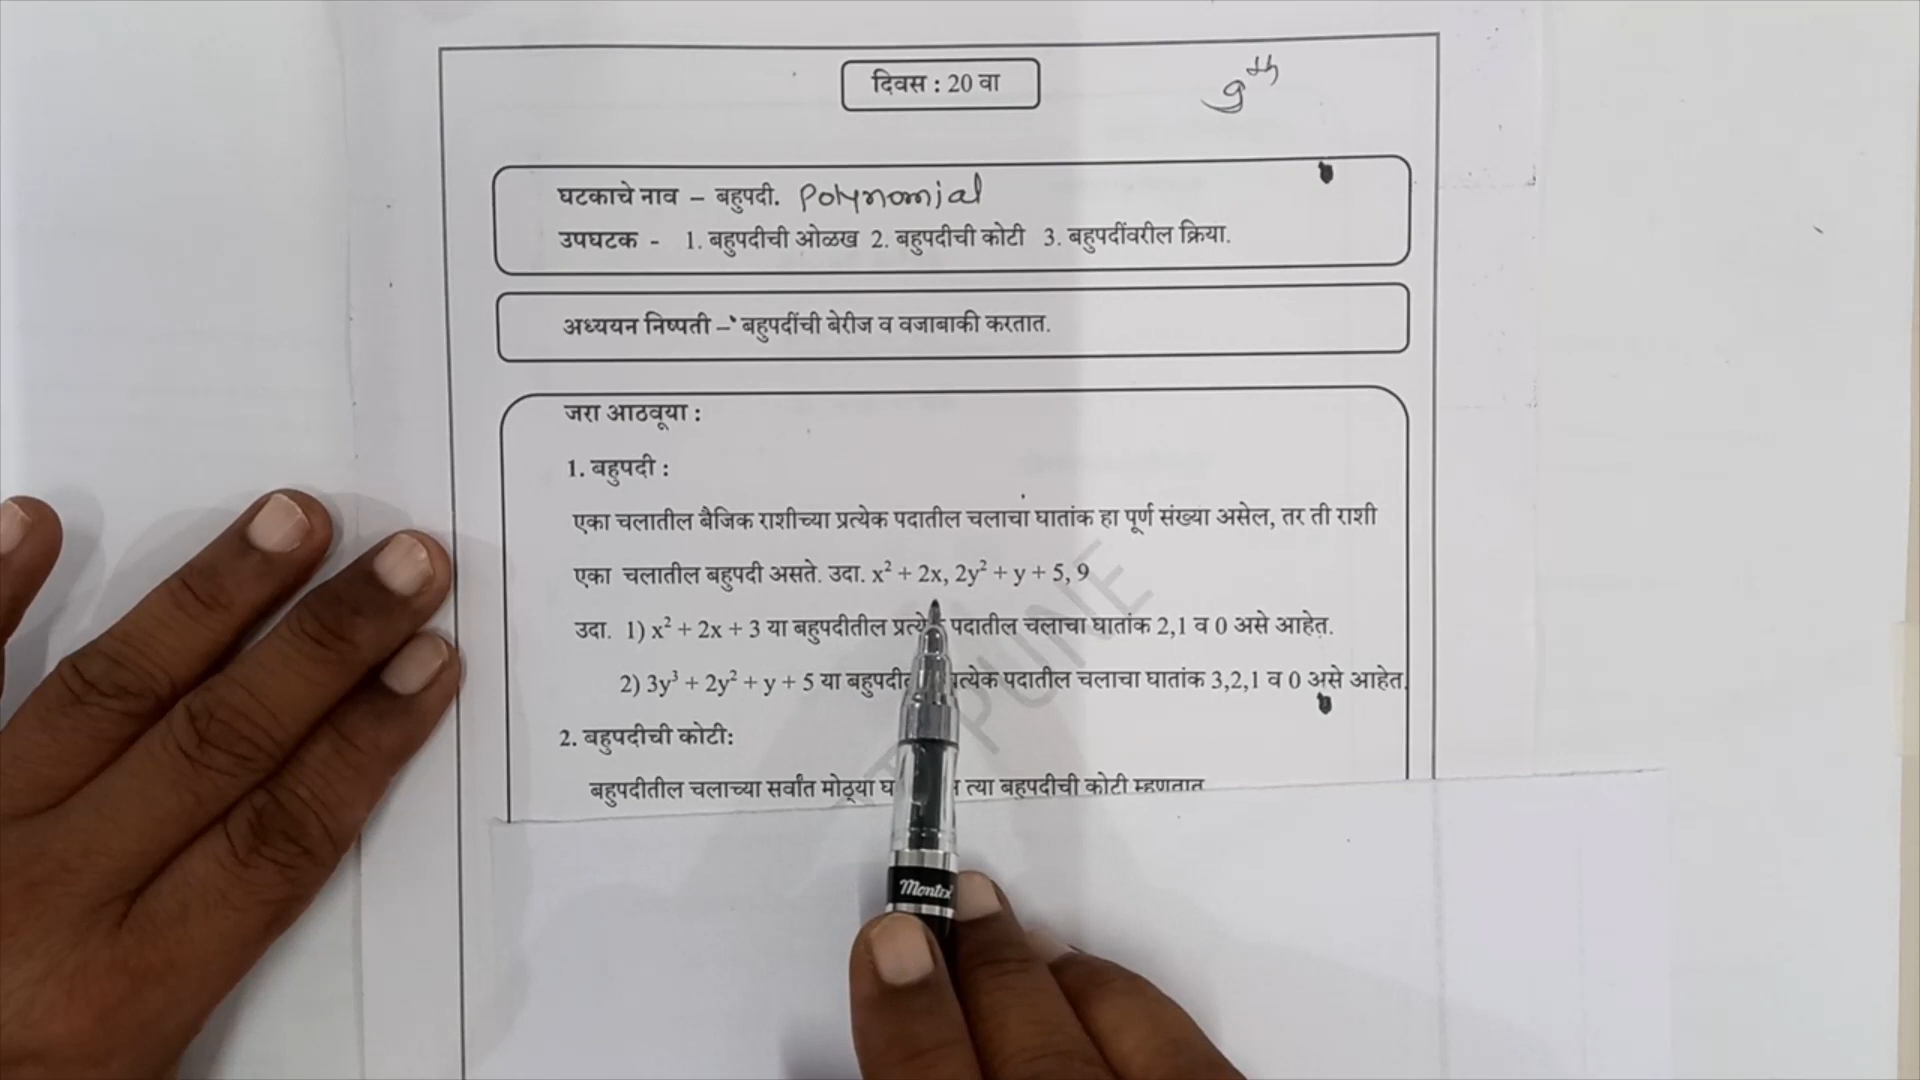 दिवस : 20 वा
9th
घटकाचे नाव – बहुपदी. Polynomial
उपघटक - 1. बहुपदीची ओळख 2. बहुपदीची कोटी 3. बहुपदींवरील क्रिया.
अध्ययन निष्पती – बहुपदींची बेरीज व वजाबाकी करतात.
जरा आठवूया :
1. बहुपदी :
एका चलातील बैजिक राशीच्या प्रत्येक पदातील चलाचा घातांक हा पूर्ण संख्या असेल, तर ती राशी
एका चलातील बहुपदी असते. उदा. x² + 2x, 2y² + y + 5, 9
उदा. 1) x² + 2x + 3 या बहुपदीतील पदातील चलाचा घातांक 2,1 व 0 असे आहेत.
2) 3y³ + 2y² + y + 5 या पदातील चलाचा घातांक 3,2,1 व 0 असे आहेत.
2. बहुपदीची कोटी:
बहुपदीतील चलाच्या सर्वांत मोठ्या त्या बहुपदीची कोटी म्हणतात
PUNE
Montex